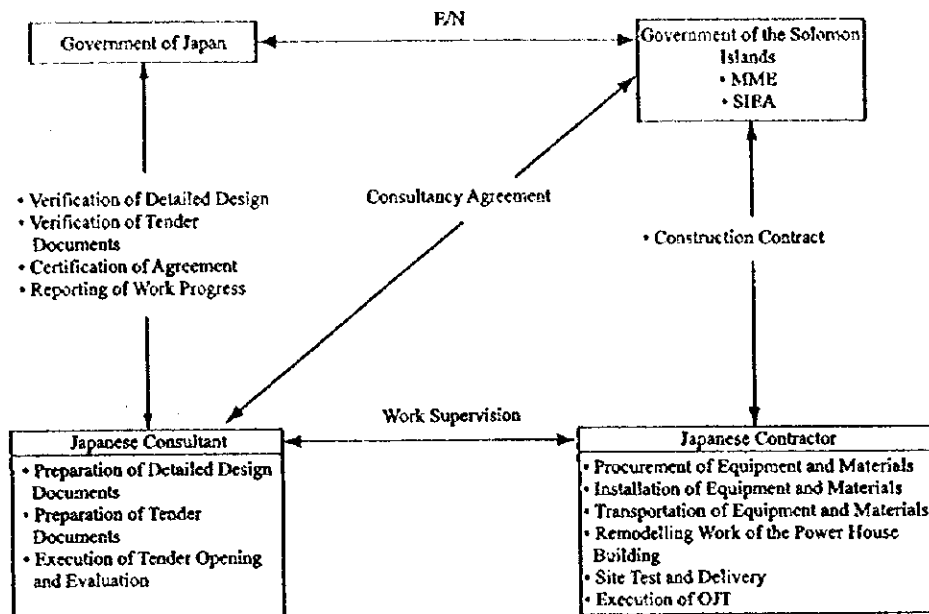 E/N
Government of Japan
Government of the Solomon
Islands
• MME
• SIEA
• Verification of Detailed Design
• Verification of Tender
Documents
• Certification of Agreement
• Reporting of Work Progress
Consultancy Agreement
• Construction Contract
Work Supervision
Japanese Consultant
• Preparation of Detailed Design
Documents
• Preparation of Tender
Documents
• Execution of Tender Opening
and Evaluation
Japanese Contractor
• Procurement of Equipment and Materials
• Installation of Equipment and Materials
• Transportation of Equipment and Materials
• Remodelling Work of the Power House
Building
• Site Test and Delivery
• Execution of OJT